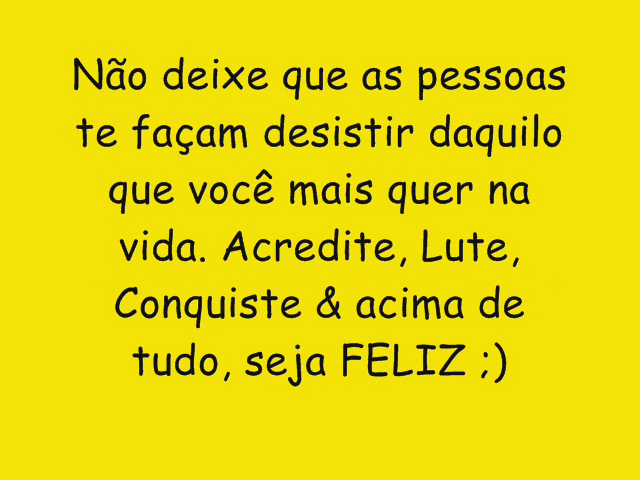 Não deixe que as pessoas
te façam desistir daquilo
que você mais quer na
vida. Acredite, Lute,
Conquiste & acima de
tudo, seja FELIZ ;)